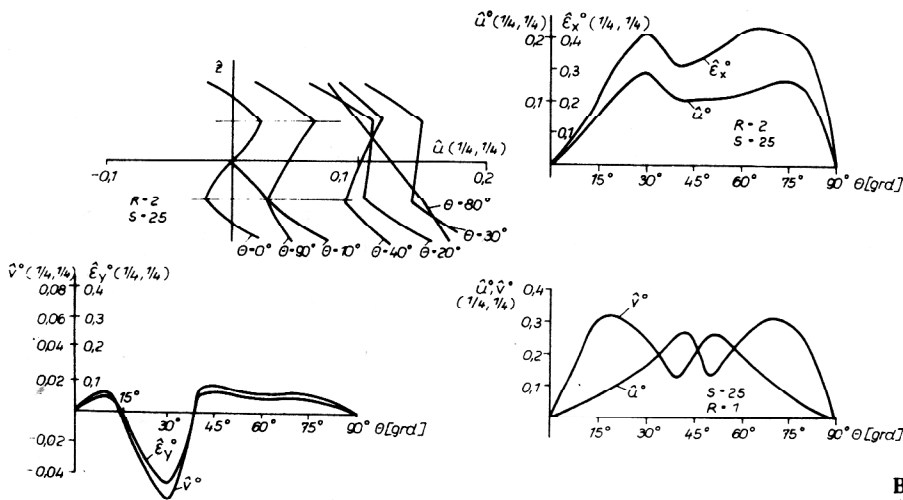 ẑ
û (1/4, 1/4)
-0,1
0,1
0,2
R=2
S=25
θ=80°
θ=30°
θ=0°
θ=90°
θ=10°
θ=40°
θ=20°
û° (1/4, 1/4)
ε̂ₓ° (1/4, 1/4)
0,2
0,4
0,3
0,1
0,2
0,1
ε̂ₓ°
û°
R=2
S=25
15°
30°
45°
60°
75°
90°
θ [grd]
v̂° (1/4, 1/4)
ε̂y° (1/4, 1/4)
0,08
0,4
0,06
0,3
0,04
0,2
0,02
0,1
0
-0,02
-0,04
15°
30°
45°
60°
75°
90°
θ [grd]
ε̂y°
v̂°
û°, v̂°
(1/4, 1/4)
0,4
0,3
0,2
0,1
v̂°
û°
S=25
R=1
15°
30°
45°
60°
75°
90°
θ [grd]
B